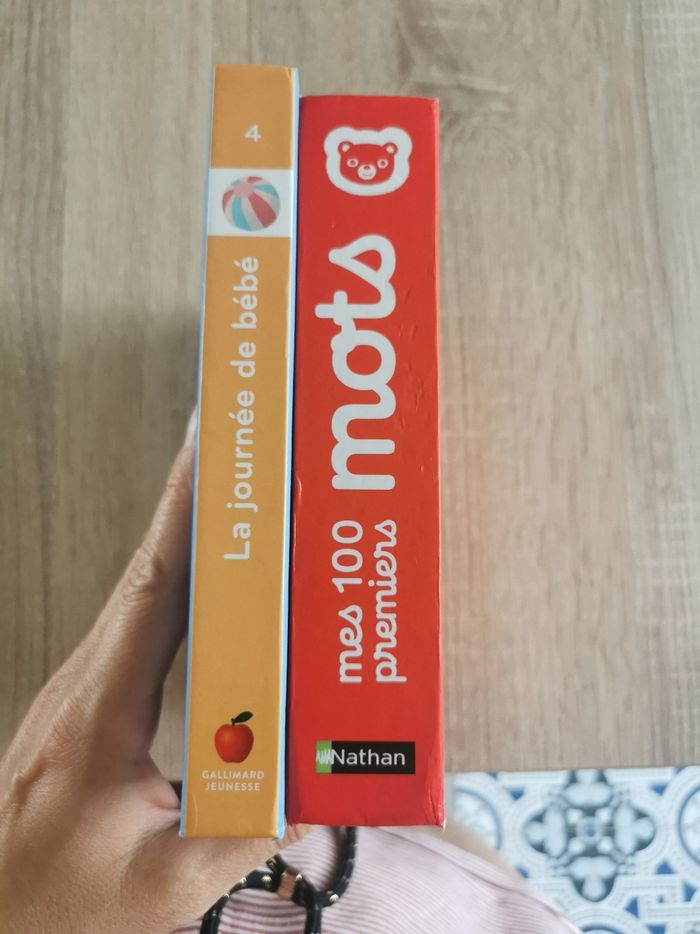 4
La journée de bébé
GALLIMARD
JEUNESSE
mes 100
premiers
mots
Nathan